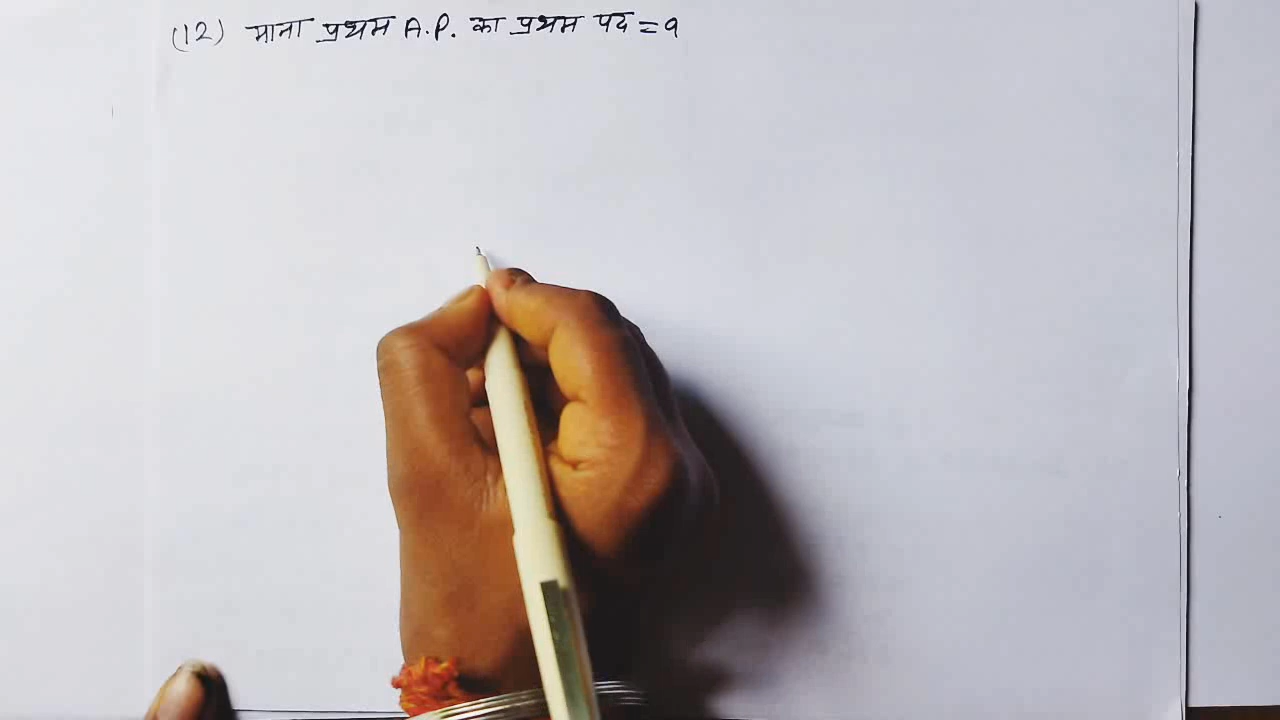 (12) माना प्रथम A.P. का प्रथम पद = a